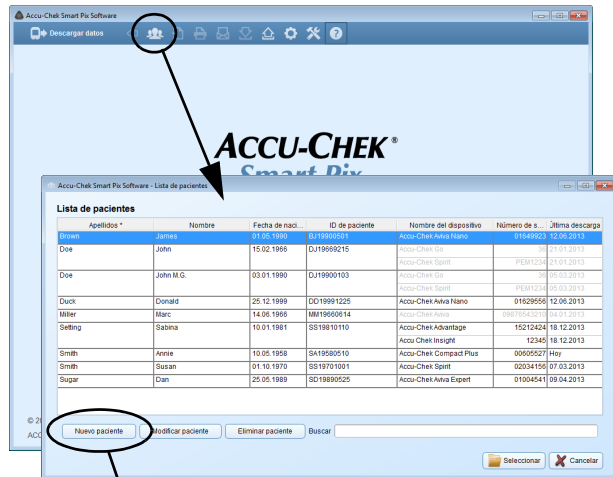 Accu-Chek Smart Pix Software
Descargar datos
ACCU-CHEK®
Smart Pix
Accu-Chek Smart Pix Software - Lista de pacientes
Lista de pacientes
Apellidos * Nombre Fecha de naci... ID de paciente Nombre del dispositivo Número de s... Última descarga
Brown James 01.05.1990 BJ19900501 Accu-Chek Aviva Nano 01649923 12.06.2013
Doe John 15.02.1966 DJ19669215 Accu-Chek Go 36 21.01.2013
Accu-Chek Spirit PEM1234 21.01.2013
Doe John M.G. 03.01.1990 DJ19900103 Accu-Chek Go 36 05.03.2013
Accu-Chek Spirit PEM1234 05.03.2013
Duck Donald 25.12.1999 DD19991225 Accu-Chek Aviva Nano 01629556 12.06.2013
Miller Marc 14.06.1966 MM19660614 Accu-Chek Aviva 09876543210 04.01.2013
Setting Sabina 10.01.1981 SS19810110 Accu-Chek Advantage 15212424 18.12.2013
Accu Chek Insight 12345 18.12.2013
Smith Annie 10.05.1958 SA19580510 Accu-Chek Compact Plus 00605527 Hoy
Smith Susan 01.10.1970 SS19701001 Accu-Chek Spirit 02034156 07.03.2013
Sugar Dan 25.05.1989 SD19890525 Accu-Chek Aviva Expert 01004541 09.04.2013
© 20
ACC
Nuevo paciente Modificar paciente Eliminar paciente Buscar
Seleccionar Cancelar